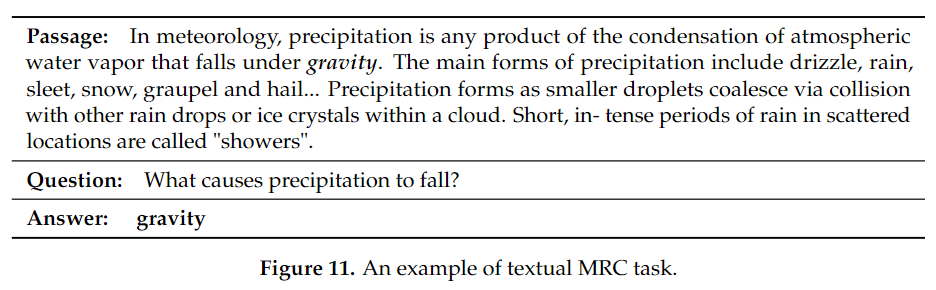 Passage: In meteorology, precipitation is any product of the condensation of atmospheric
water vapor that falls under gravity. The main forms of precipitation include drizzle, rain,
sleet, snow, graupel and hail... Precipitation forms as smaller droplets coalesce via collision
with other rain drops or ice crystals within a cloud. Short, in- tense periods of rain in scattered
locations are called "showers".
Question: What causes precipitation to fall?
Answer: gravity
Figure 11. An example of textual MRC task.